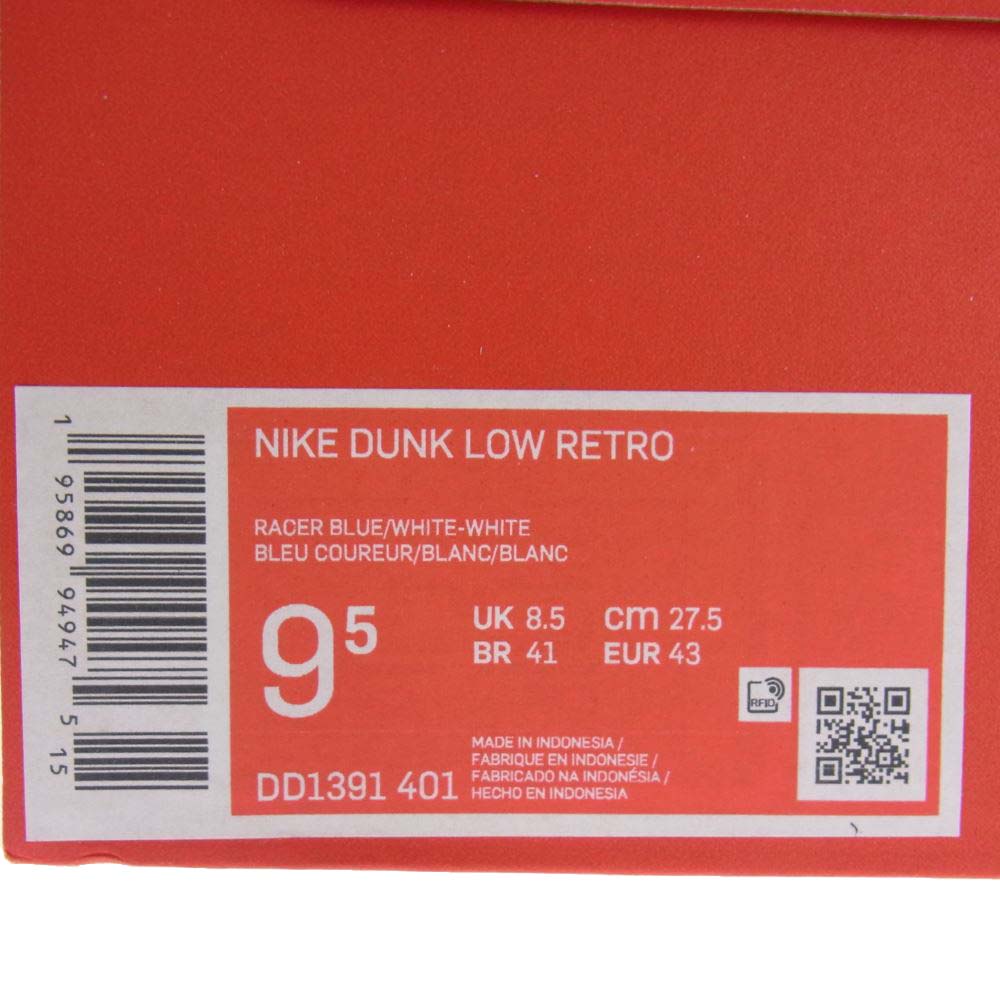 NIKE DUNK LOW RETRO
RACER BLUE/WHITE-WHITE
BLEU COUREUR/BLANC/BLANC
9 5
UK 8.5 cm 27.5
BR 41 EUR 43
RFID
MADE IN INDONESIA /
FABRIQUE EN INDONESIE /
FABRICADO NA INDONÉSIA /
HECHO EN INDONESIA
DD1391 401
1 95869 94947 5 15